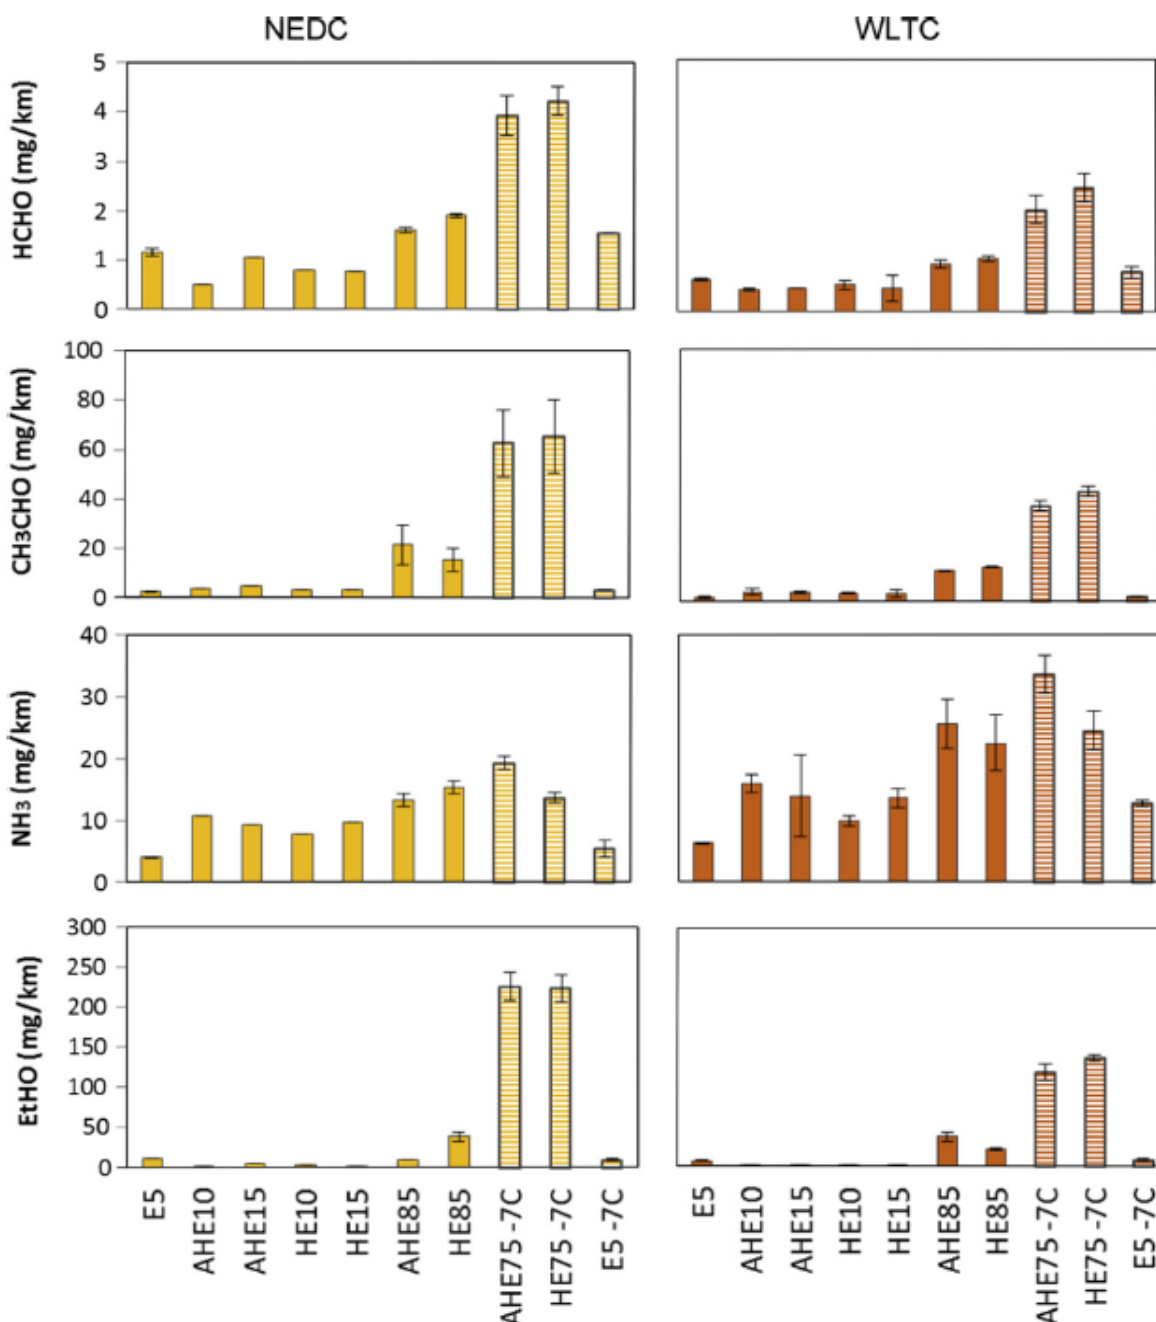 NEDC
WLTC
HCHO (mg/km)
5
4
3
2
1
0
CH3CHO (mg/km)
100
80
60
40
20
0
NH3 (mg/km)
40
30
20
10
0
EtHO (mg/km)
300
250
200
150
100
50
0
E5
AHE10
AHE15
HE10
HE15
AHE85
HE85
AHE75 -7C
HE75 -7C
E5 -7C
E5
AHE10
AHE15
HE10
HE15
AHE85
HE85
AHE75 -7C
HE75 -7C
E5 -7C